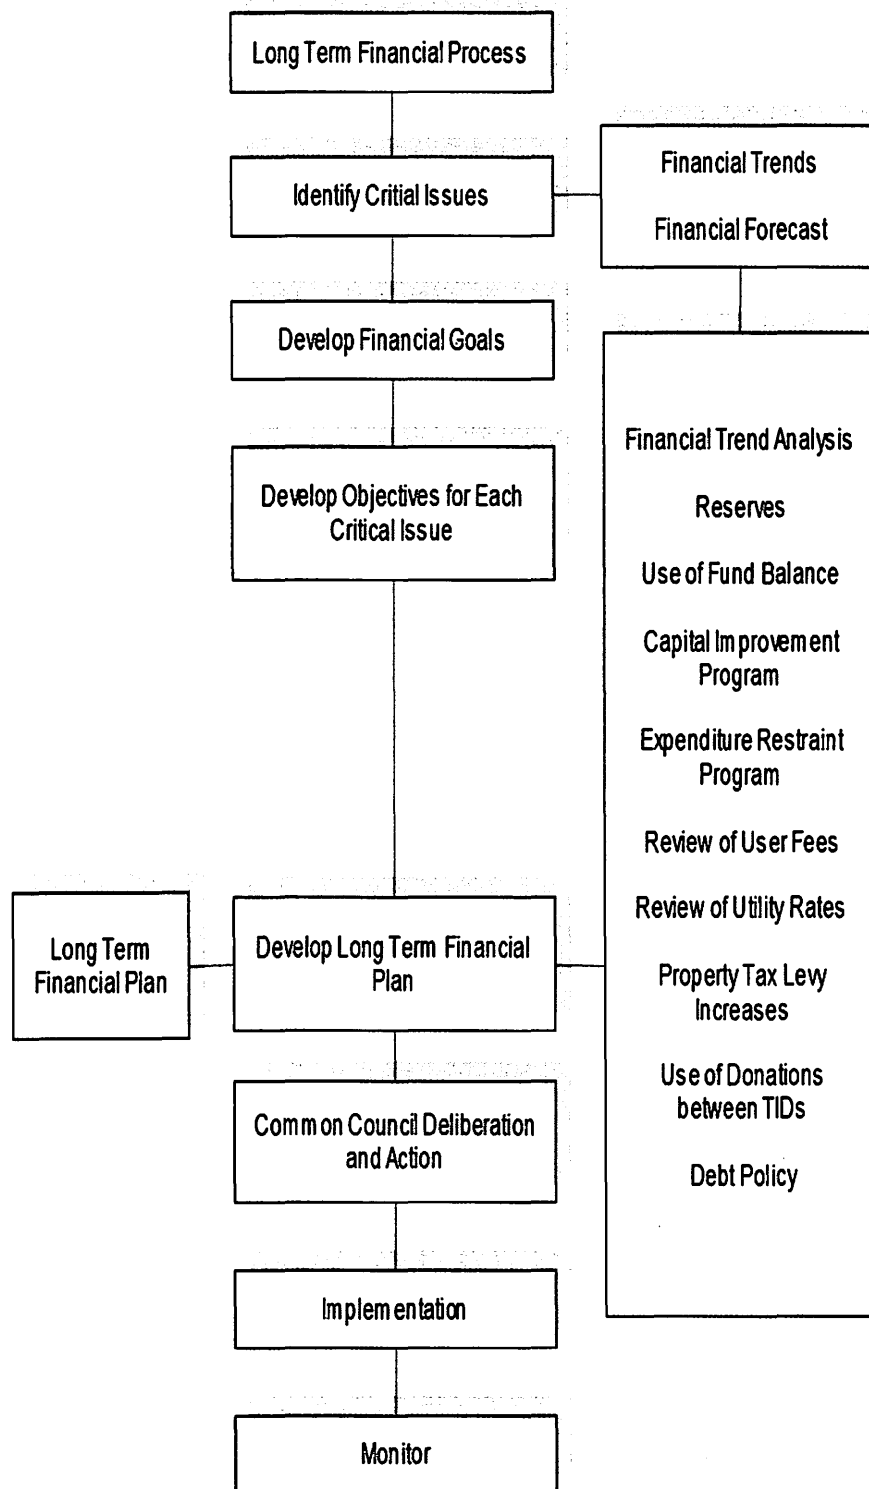 Long Term Financial Process
Identify Critial Issues
Financial Trends
Financial Forecast
Develop Financial Goals
Develop Objectives for Each
Critical Issue
Financial Trend Analysis
Reserves
Use of Fund Balance
Capital Improvement
Program
Expenditure Restraint
Program
Review of User Fees
Review of Utility Rates
Property Tax Levy
Increases
Use of Donations
between TIDs
Debt Policy
Long Term
Financial Plan
Develop Long Term Financial
Plan
Common Council Deliberation
and Action
Implementation
Monitor